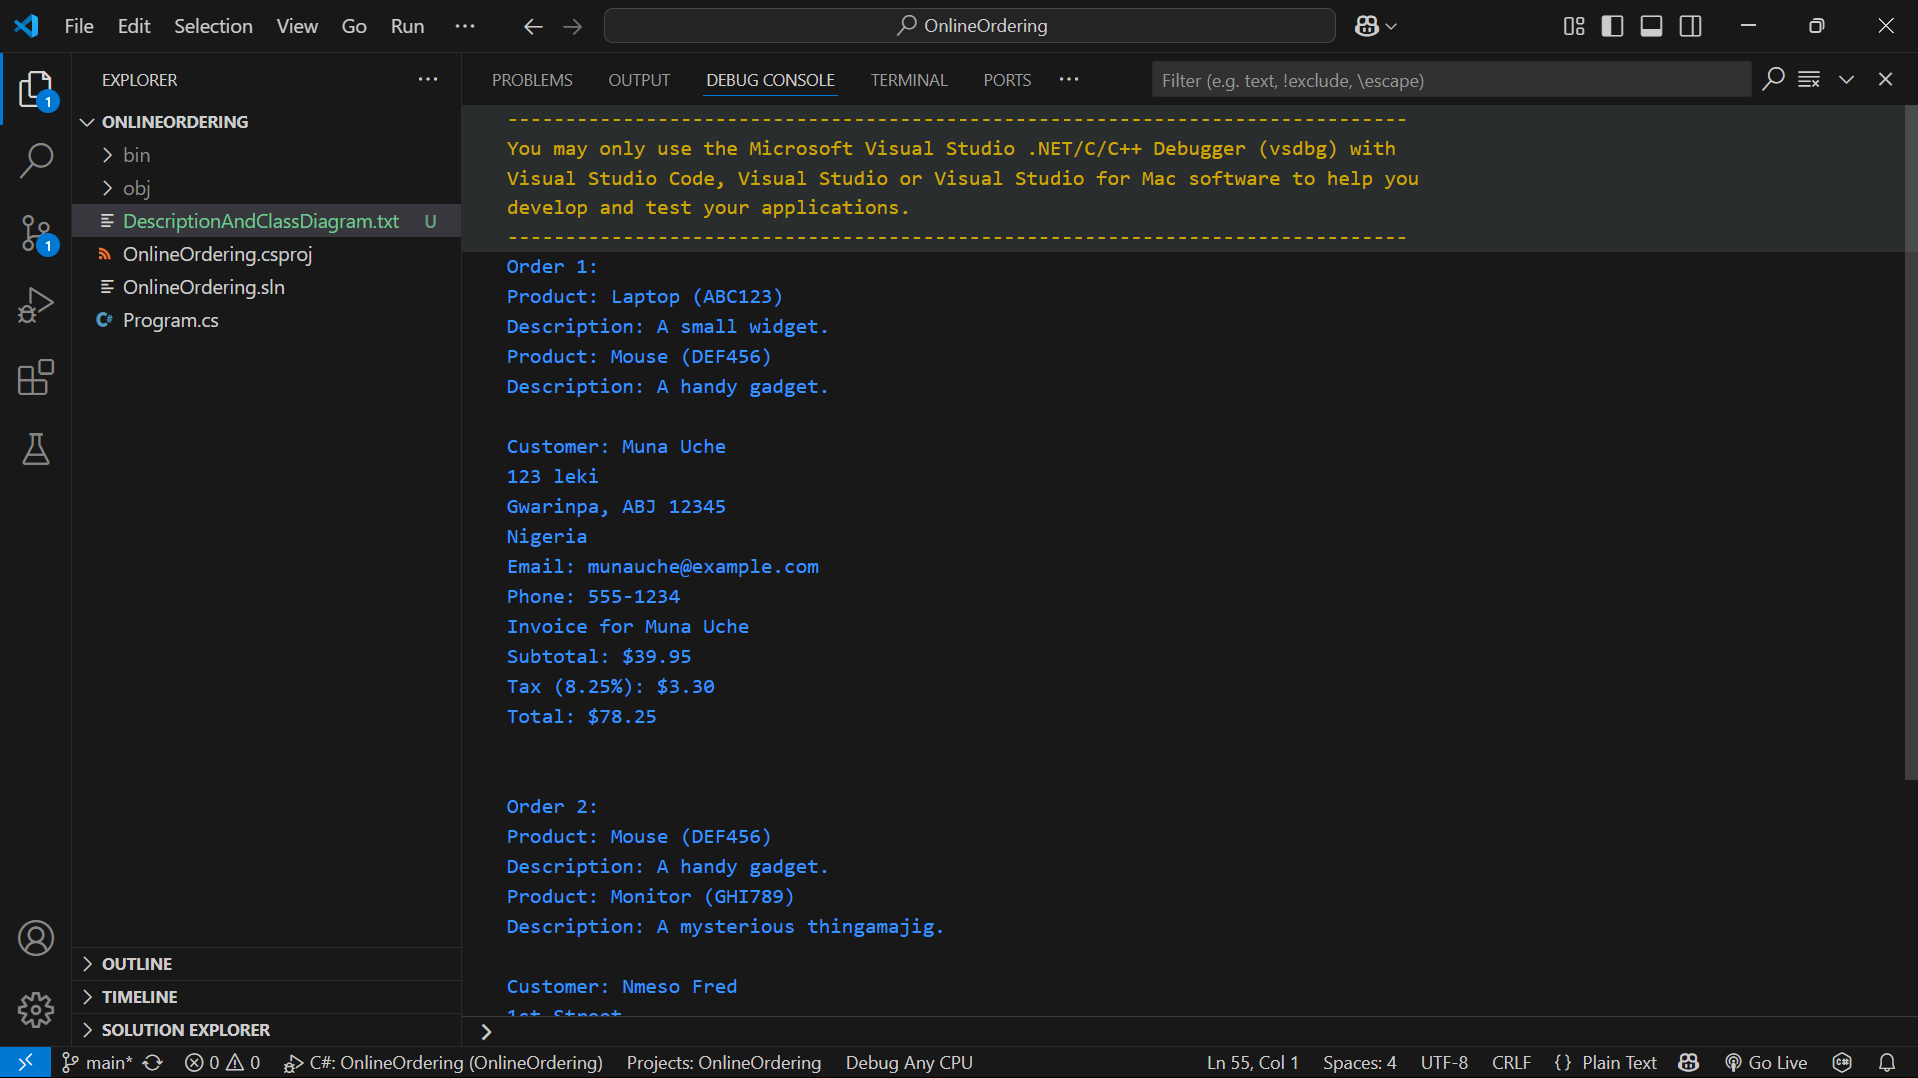 File Edit Selection View Go Run ··· OnlineOrdering
EXPLORER ···
ONLINEORDERING
bin
obj
DescriptionAndClassDiagram.txt U
OnlineOrdering.csproj
OnlineOrdering.sln
C# Program.cs
1
1
OUTLINE
TIMELINE
SOLUTION EXPLORER
PROBLEMS OUTPUT DEBUG CONSOLE TERMINAL PORTS ··· Filter (e.g. text, !exclude, \escape)
------------------------------------------------------------------------------
You may only use the Microsoft Visual Studio .NET/C/C++ Debugger (vsdbg) with
Visual Studio Code, Visual Studio or Visual Studio for Mac software to help you
develop and test your applications.
------------------------------------------------------------------------------
Order 1:
Product: Laptop (ABC123)
Description: A small widget.
Product: Mouse (DEF456)
Description: A handy gadget.
Customer: Muna Uche
123 leki
Gwarinpa, ABJ 12345
Nigeria
Email: munauche@example.com
Phone: 555-1234
Invoice for Muna Uche
Subtotal: $39.95
Tax (8.25%): $3.30
Total: $78.25
Order 2:
Product: Mouse (DEF456)
Description: A handy gadget.
Product: Monitor (GHI789)
Description: A mysterious thingamajig.
Customer: Nmeso Fred
1st Street
main* 0 0 C#: OnlineOrdering (OnlineOrdering) Projects: OnlineOrdering Debug Any CPU Ln 55, Col 1 Spaces: 4 UTF-8 CRLF {} Plain Text Go Live